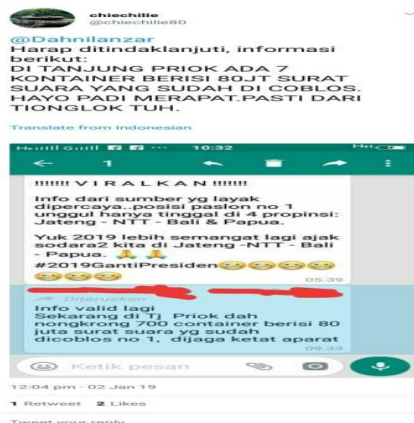 chiechilie
@chiechilie80
@Dahnilanzar
Harap ditindaklanjuti, informasi
berikut:
DI TANJUNG PRIOK ADA 7
KONTAINER BERISI 80JT SURAT
SUARA YANG SUDAH DI COBLOS.
HAYO PADI MERAPAT.PASTI DARI
TIONGLOK TUH.
Translate from Indonesian
10:32
1
!!!!!!! V I R A L K A N !!!!!!!
Info dari sumber yg layak
dipercaya..posisi paslon no 1
unggul hanya tinggal di 4 propinsi:
Jateng - NTT - Bali & Papua.
Yuk 2019 lebih semangat lagi ajak
sodara2 kita di Jateng -NTT - Bali
- Papua. 🙏🙏
#2019GantiPresiden
05.39
Diteruskan
Info valid lagi
Sekarang di Tj Priok dah
nongkrong 700 container berisi 80
juta surat suara yg sudah
dicoblos no 1, dijaga ketat aparat
09.33
Ketik pesan
12:04 pm · 02 Jan 19
1 Retweet 2 Likes
Tweet your reply